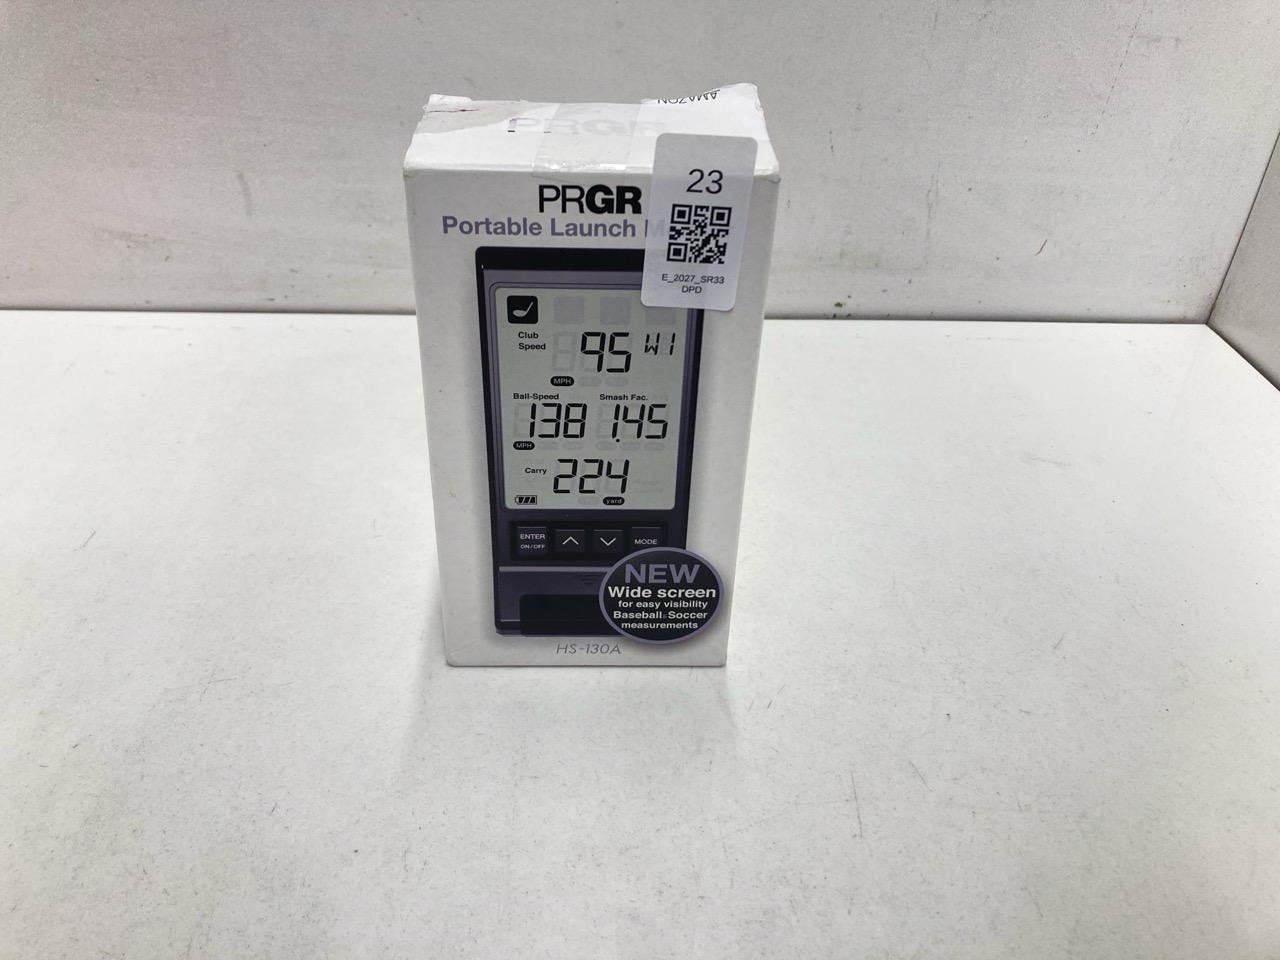 AMAZON
PRGR
23
E_2027_SR33
DPD
PRGR
Portable Launch
Club
Speed
95 W1
MPH
Ball-Speed Smash Fac.
138 1.45
MPH
Carry
224
yard
ENTER
ON/OFF
MODE
NEW
Wide screen
for easy visibility
Baseball Soccer
measurements
HS-130A